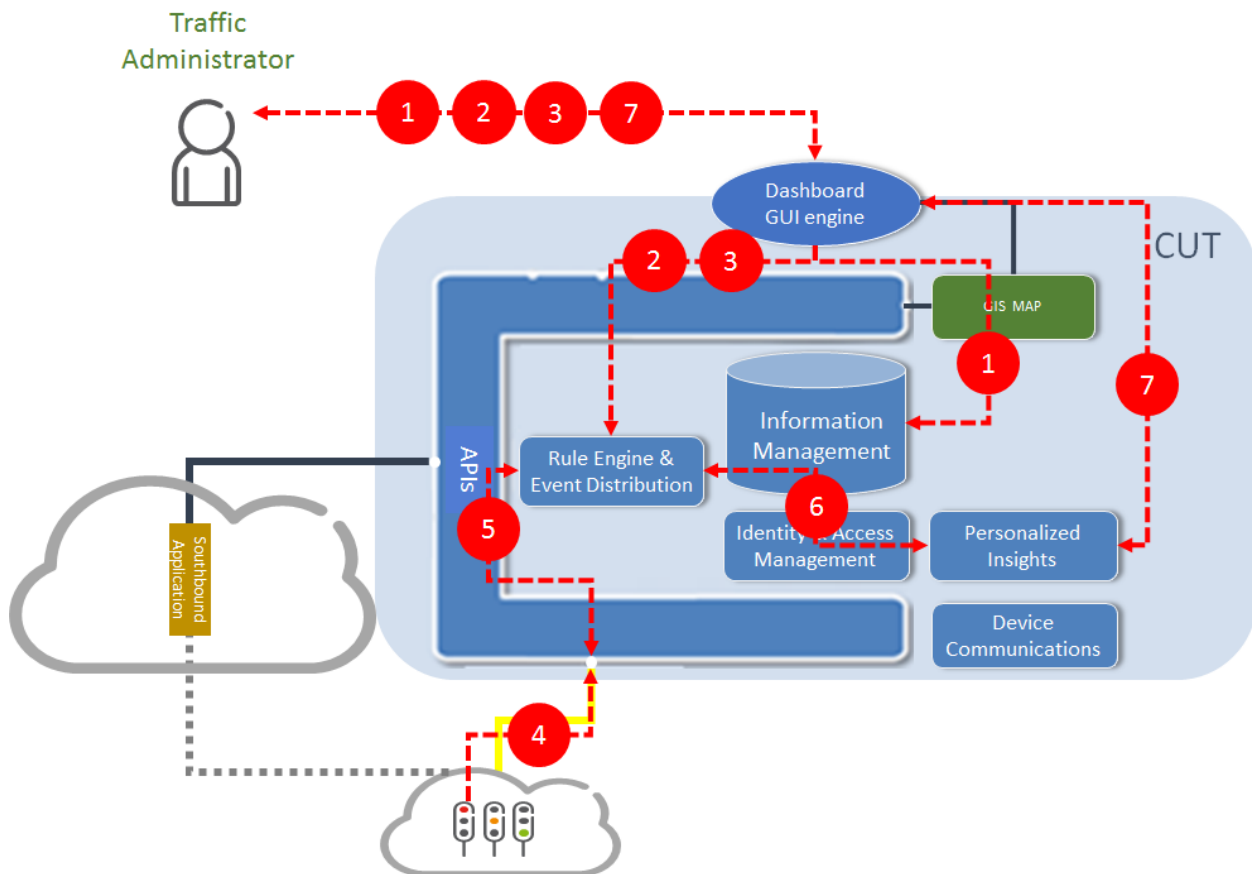 Traffic
Administrator
1 2 3 7
Dashboard
GUI engine
CUT
2 3
GIS MAP
1
7
Information
Management
APIs
Rule Engine &
Event Distribution
5
6
Identity & Access
Management
Personalized
Insights
Southbound
Application
Device
Communications
4